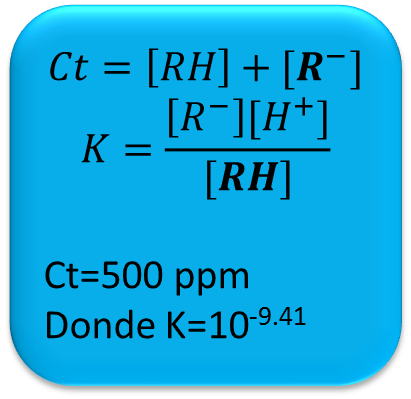 Ct = [RH] + [R⁻]
K = [R⁻][H⁺] / [RH]
Ct=500 ppm
Donde K=10⁻⁹·⁴¹